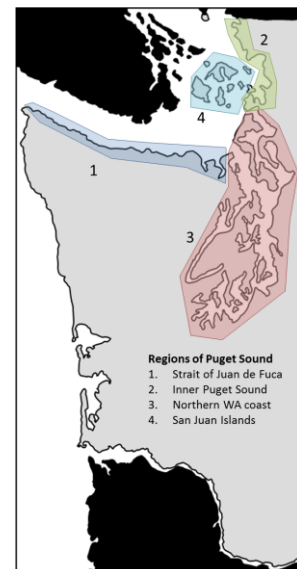 2
4
1
3
Regions of Puget Sound
1. Strait of Juan de Fuca
2. Inner Puget Sound
3. Northern WA coast
4. San Juan Islands